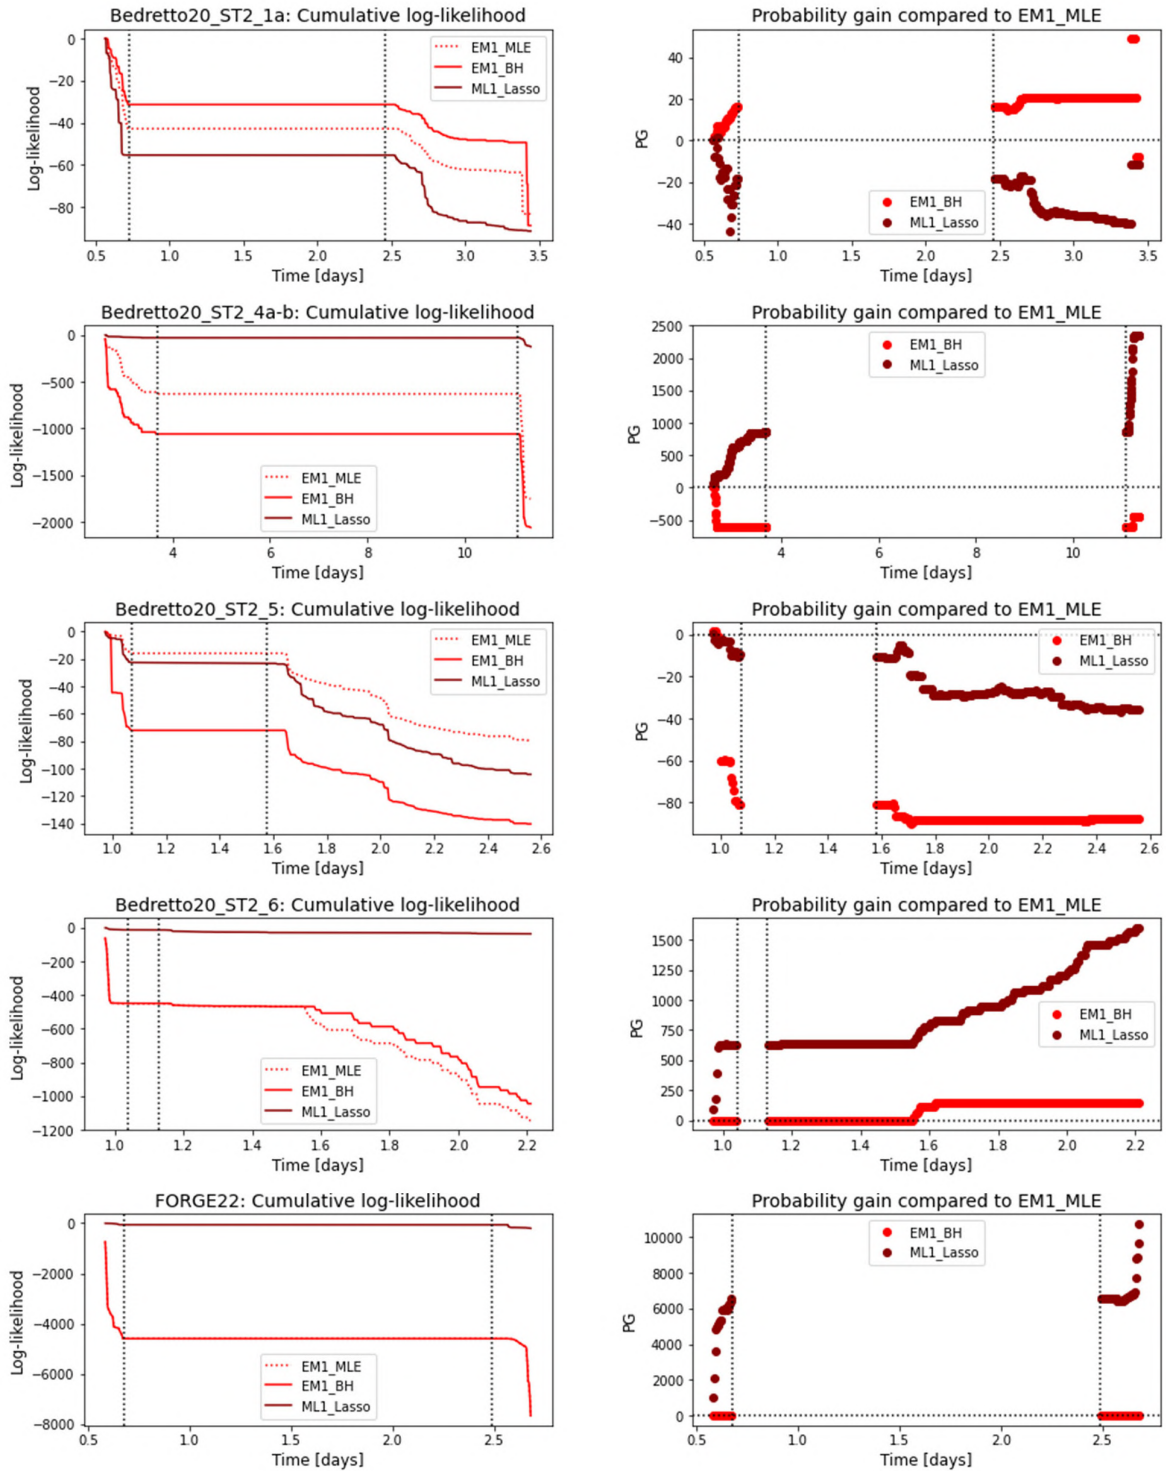 Bedretto20_ST2_1a: Cumulative log-likelihood
Log-likelihood
0
−20
−40
−60
−80
EM1_MLE
EM1_BH
ML1_Lasso
0.5 1.0 1.5 2.0 2.5 3.0 3.5
Time [days]
Probability gain compared to EM1_MLE
PG
40
20
0
−20
−40
EM1_BH
ML1_Lasso
0.5 1.0 1.5 2.0 2.5 3.0 3.5
Time [days]
Bedretto20_ST2_4a-b: Cumulative log-likelihood
Log-likelihood
0
−500
−1000
−1500
−2000
EM1_MLE
EM1_BH
ML1_Lasso
4 6 8 10
Time [days]
Probability gain compared to EM1_MLE
PG
2500
2000
1500
1000
500
0
−500
EM1_BH
ML1_Lasso
4 6 8 10
Time [days]
Bedretto20_ST2_5: Cumulative log-likelihood
Log-likelihood
0
−20
−40
−60
−80
−100
−120
−140
EM1_MLE
EM1_BH
ML1_Lasso
1.0 1.2 1.4 1.6 1.8 2.0 2.2 2.4 2.6
Time [days]
Probability gain compared to EM1_MLE
PG
0
−20
−40
−60
−80
EM1_BH
ML1_Lasso
1.0 1.2 1.4 1.6 1.8 2.0 2.2 2.4 2.6
Time [days]
Bedretto20_ST2_6: Cumulative log-likelihood
Log-likelihood
0
−200
−400
−600
−800
−1000
−1200
EM1_MLE
EM1_BH
ML1_Lasso
1.0 1.2 1.4 1.6 1.8 2.0 2.2
Time [days]
Probability gain compared to EM1_MLE
PG
1500
1250
1000
750
500
250
0
EM1_BH
ML1_Lasso
1.0 1.2 1.4 1.6 1.8 2.0 2.2
Time [days]
FORGE22: Cumulative log-likelihood
Log-likelihood
0
−2000
−4000
−6000
−8000
EM1_MLE
EM1_BH
ML1_Lasso
0.5 1.0 1.5 2.0 2.5
Time [days]
Probability gain compared to EM1_MLE
PG
10000
8000
6000
4000
2000
0
EM1_BH
ML1_Lasso
0.5 1.0 1.5 2.0 2.5
Time [days]